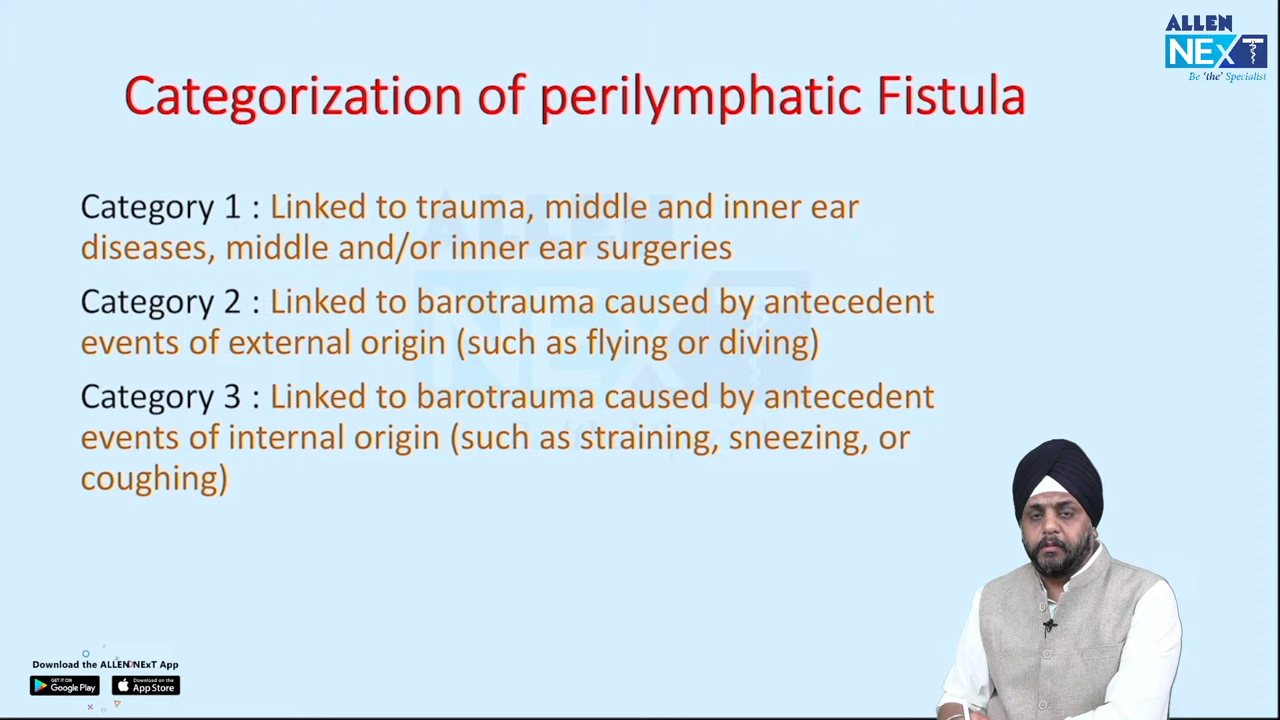 ALLEN
NExT
Be 'the' Specialist
Categorization of perilymphatic Fistula
Category 1 : Linked to trauma, middle and inner ear
diseases, middle and/or inner ear surgeries
Category 2 : Linked to barotrauma caused by antecedent
events of external origin (such as flying or diving)
Category 3 : Linked to barotrauma caused by antecedent
events of internal origin (such as straining, sneezing, or
coughing)
Download the ALLEN NExT App
GET IT ON
Google Play
Download on the
App Store